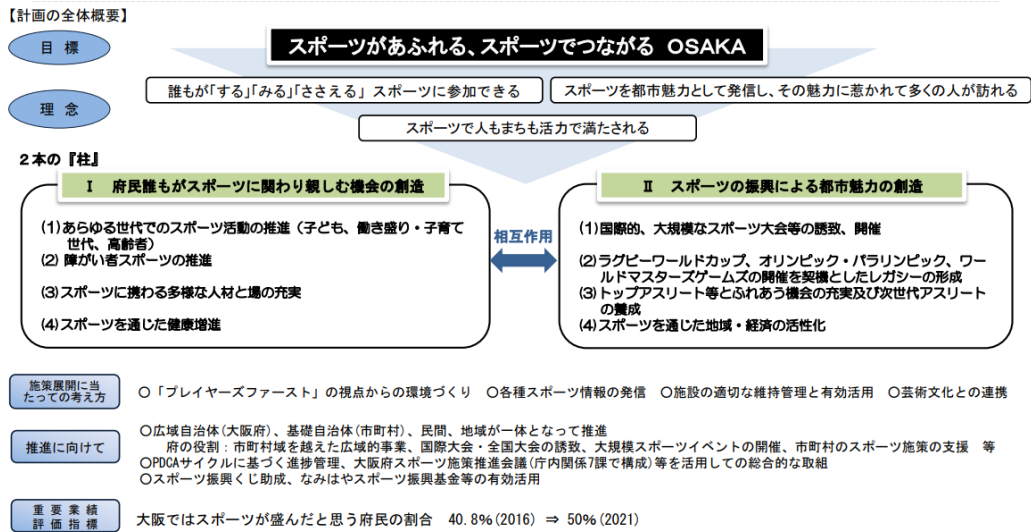 【計画の全体概要】
目 標
スポーツがあふれる、スポーツでつながる OSAKA
理 念
誰もが「する」「みる」「ささえる」 スポーツに参加できる
スポーツを都市魅力として発信し、その魅力に惹かれて多くの人が訪れる
スポーツで人もまちも活力で満たされる
２本の『柱』
Ⅰ 府民誰もがスポーツに関わり親しむ機会の創造
(１)あらゆる世代でのスポーツ活動の推進（子ども、働き盛り・子育て
世代、高齢者）
(２) 障がい者スポーツの推進
(３)スポーツに携わる多様な人材と場の充実
(４)スポーツを通じた健康増進
相互作用
Ⅱ スポーツの振興による都市魅力の創造
(１)国際的、大規模なスポーツ大会等の誘致、開催
(２)ラグビーワールドカップ、オリンピック・パラリンピック、ワー
ルドマスターズゲームズの開催を契機としたレガシーの形成
(３)トップアスリート等とふれあう機会の充実及び次世代アスリート
の養成
(４)スポーツを通じた地域・経済の活性化
施策展開に当
たっての考え方
○「プレイヤーズファースト」の視点からの環境づくり ○各種スポーツ情報の発信 ○施設の適切な維持管理と有効活用 ○芸術文化との連携
推進に向けて
○広域自治体(大阪府)、基礎自治体(市町村)、民間、地域が一体となって推進
府の役割：市町村域を越えた広域的事業、国際大会・全国大会の誘致、大規模スポーツイベントの開催、市町村のスポーツ施策の支援 等
○PDCAサイクルに基づく進捗管理、大阪府スポーツ施策推進会議(庁内関係7課で構成)等を活用しての総合的な取組
○スポーツ振興くじ助成、なみはやスポーツ振興基金等の有効活用
重 要 業 績
評 価 指 標
大阪ではスポーツが盛んだと思う府民の割合 40.8%(2016) ⇒ 50%(2021)